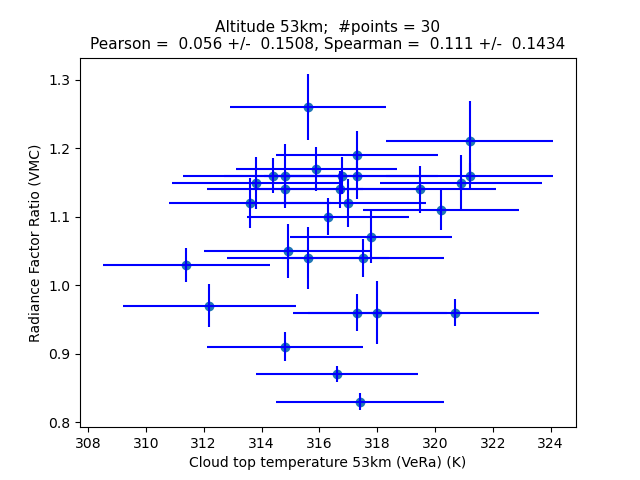 Altitude 53km;  #points = 30
Pearson =  0.056 +/-  0.1508, Spearman =  0.111 +/-  0.1434
1.3
1.2
1.1
1.0
0.9
0.8
Radiance Factor Ratio (VMC)
308 310 312 314 316 318 320 322 324
Cloud top temperature 53km (VeRa) (K)